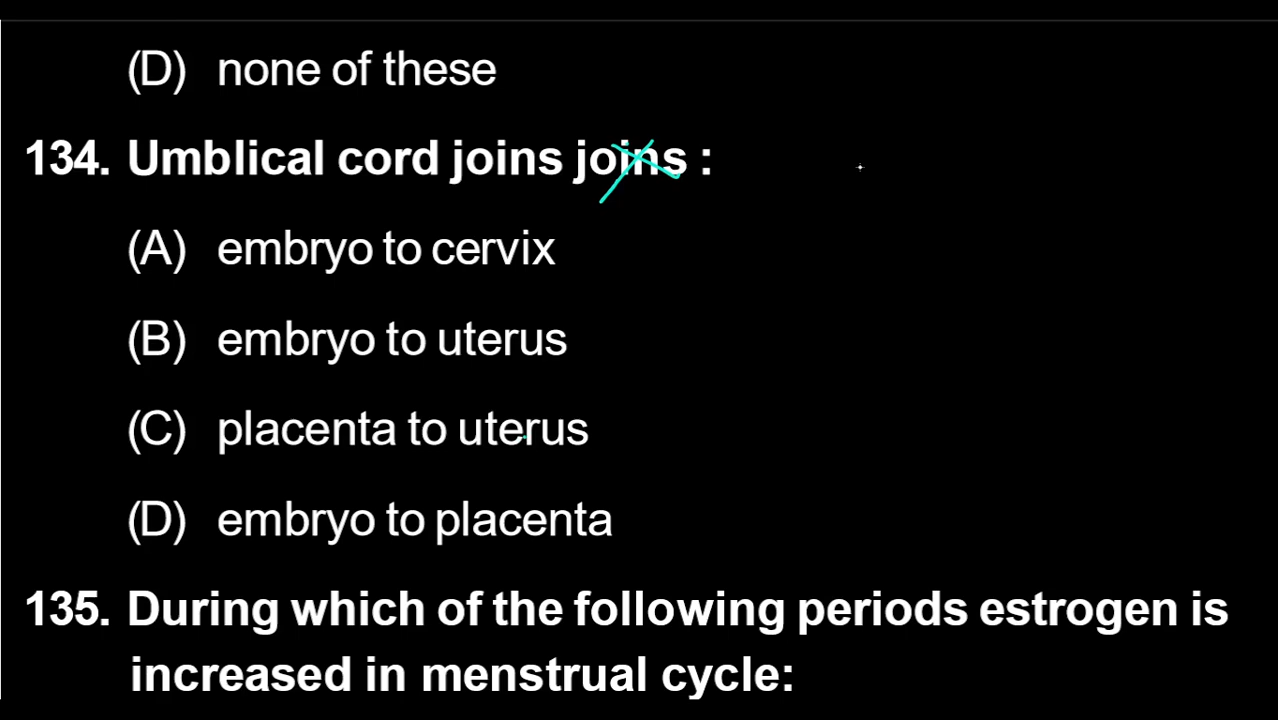 (D) none of these
134. Umblical cord joins joins :
(A) embryo to cervix
(B) embryo to uterus
(C) placenta to uterus
(D) embryo to placenta
135. During which of the following periods estrogen is
increased in menstrual cycle: